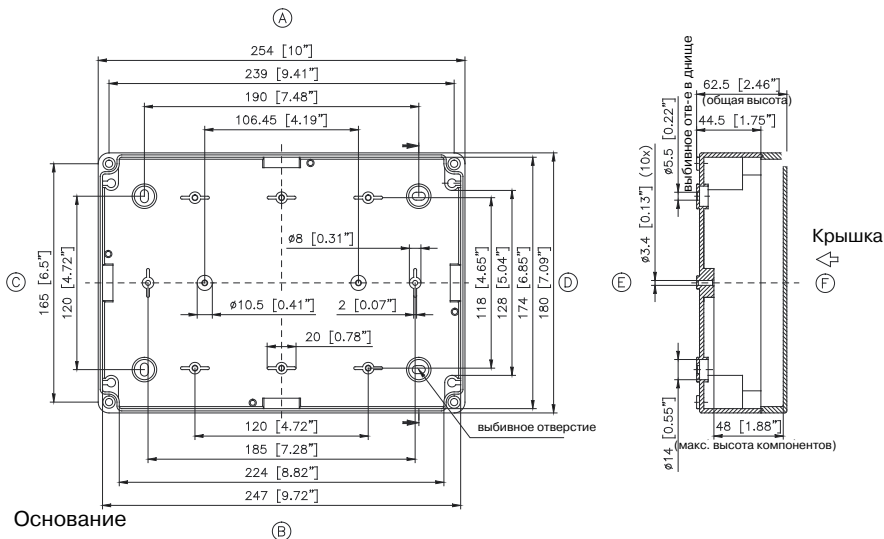 A
254 [10”]
239 [9.41”]
190 [7.48”]
106.45 [4.19”]
165 [6.5”]
120 [4.72”]
C
ø8 [0.31”]
ø10.5 [0.41”]
2 [0.07”]
20 [0.78”]
118 [4.65”]
128 [5.04”]
174 [6.85”]
180 [7.09”]
D
120 [4.72”]
185 [7.28”]
224 [8.82”]
247 [9.72”]
выбивное отверстие
Основание
B
62.5 [2.46”]
(общая высота)
44.5 [1.75”]
выбивное отв-е в днище
ø5.5 [0.22”]
ø3.4 [0.13”] (10x)
E
Крышка
F
48 [1.88”]
(макс. высота компонентов)
ø14 [0.55”]